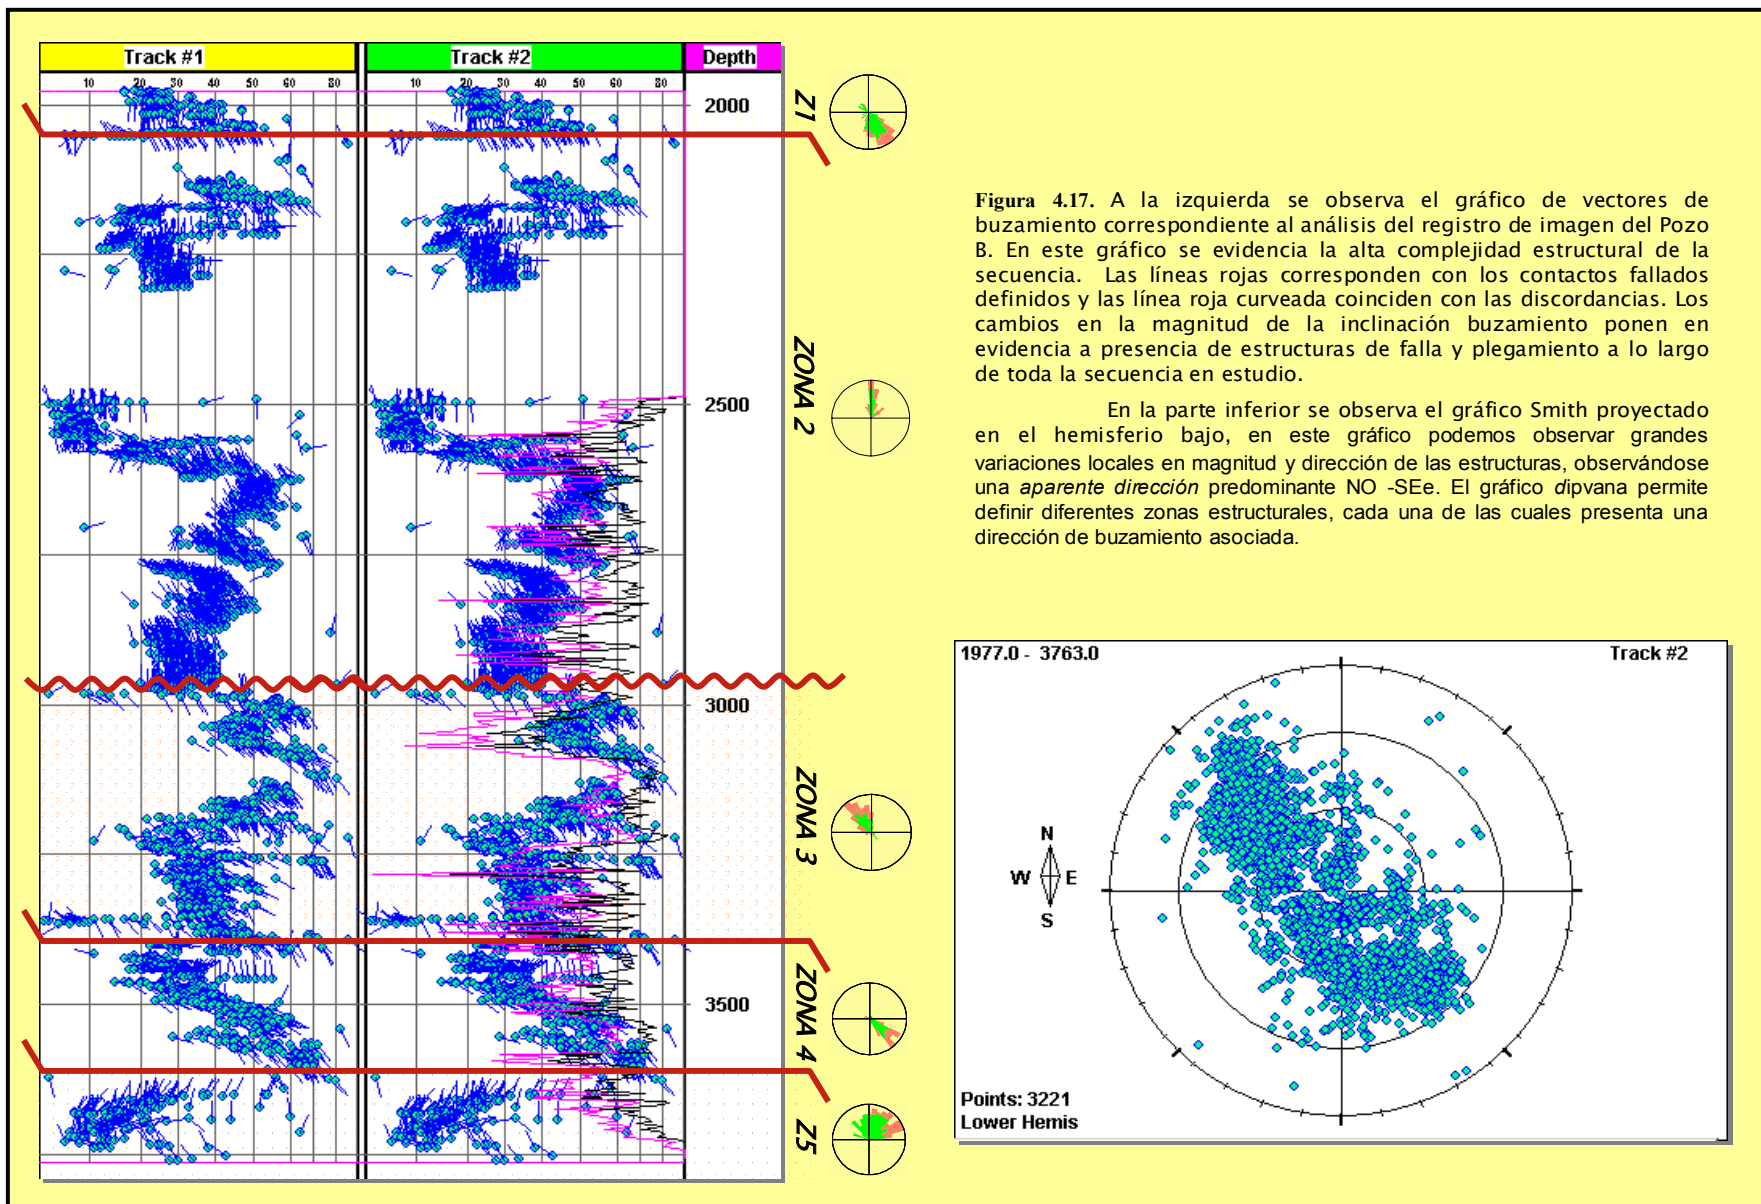 Track #1
Track #2
Depth
10 20 30 40 50 60 80
10 20 30 40 50 60 80
2000
2500
3000
3500
Z1
ZONA 2
ZONA 3
ZONA 4
Z5
Figura 4.17. A la izquierda se observa el gráfico de vectores de
buzamiento correspondiente al análisis del registro de imagen del Pozo
B. En este gráfico se evidencia la alta complejidad estructural de la
secuencia. Las líneas rojas corresponden con los contactos fallados
definidos y las línea roja curveada coinciden con las discordancias. Los
cambios en la magnitud de la inclinación buzamiento ponen en
evidencia a presencia de estructuras de falla y plegamiento a lo largo
de toda la secuencia en estudio.
En la parte inferior se observa el gráfico Smith proyectado
en el hemisferio bajo, en este gráfico podemos observar grandes
variaciones locales en magnitud y dirección de las estructuras, observándose
una aparente dirección predominante NO -SEe. El gráfico dipvana permite
definir diferentes zonas estructurales, cada una de las cuales presenta una
dirección de buzamiento asociada.
1977.0 - 3763.0
Track #2
N
W E
S
Points: 3221
Lower Hemis